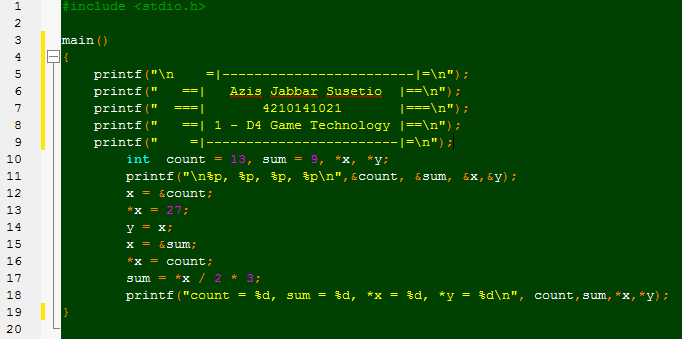 1 #include <stdio.h>
2
3 main()
4 {
5 printf("\n    =|------------------------|=\n");
6 printf("   ==|   Azis Jabbar Susetio  |==\n");
7 printf("  ===|       4210141021       |===\n");
8 printf("   ==| 1 - D4 Game Technology |==\n");
9 printf("    =|------------------------|=\n");
10 int  count = 13, sum = 9, *x, *y;
11 printf("\n%p, %p, %p, %p\n",&count, &sum, &x,&y);
12 x = &count;
13 *x = 27;
14 y = x;
15 x = &sum;
16 *x = count;
17 sum = *x / 2 * 3;
18 printf("count = %d, sum = %d, *x = %d, *y = %d\n", count,sum,*x,*y);
19 }
20